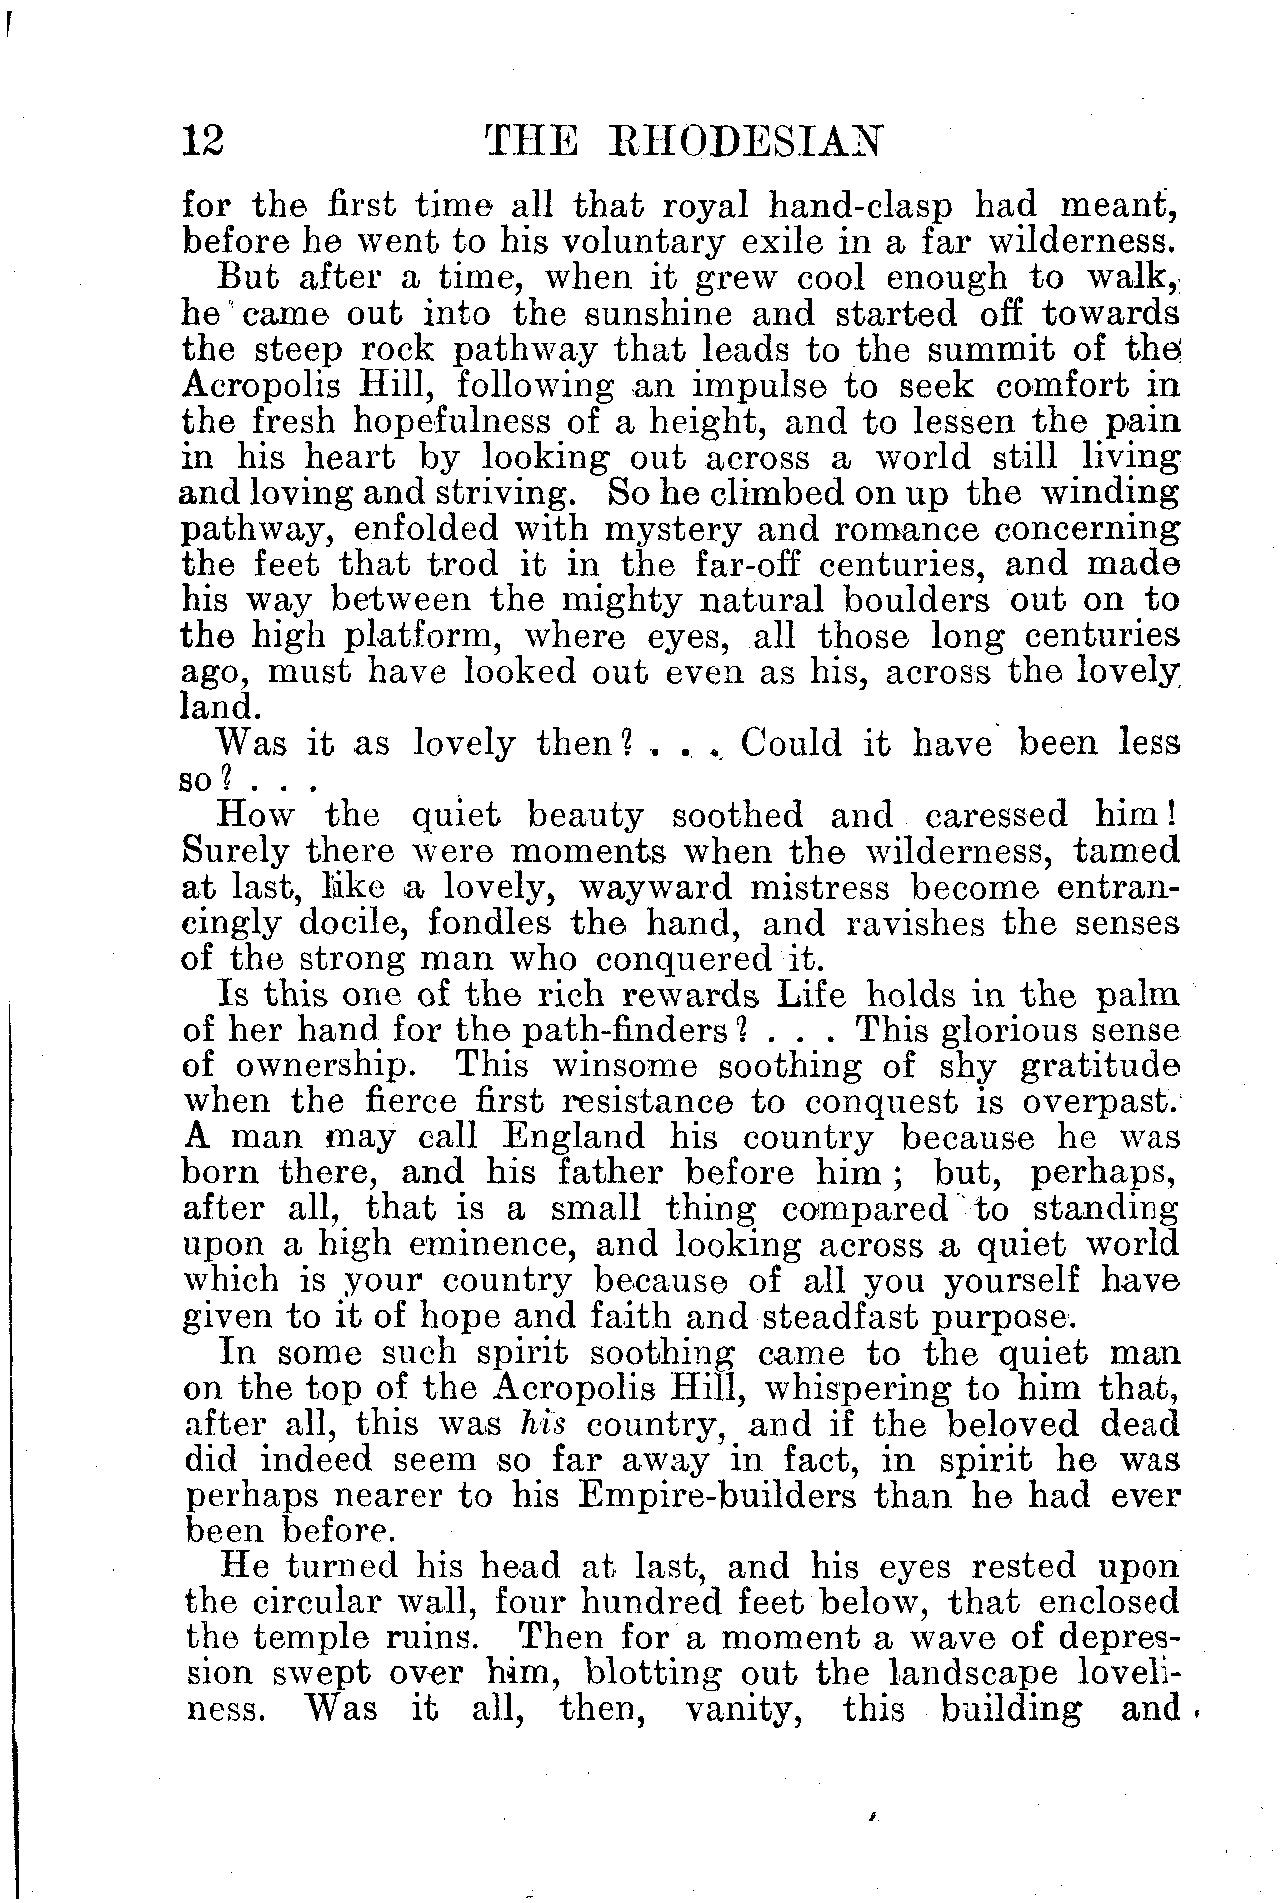 12 THE RHODESIAN
for the first time all that royal hand-clasp had meant,
before he went to his voluntary exile in a far wilderness.
But after a time, when it grew cool enough to walk,
he came out into the sunshine and started off towards
the steep rock pathway that leads to the summit of the
Acropolis Hill, following an impulse to seek comfort in
the fresh hopefulness of a height, and to lessen the pain
in his heart by looking out across a world still living
and loving and striving. So he climbed on up the winding
pathway, enfolded with mystery and romance concerning
the feet that trod it in the far-off centuries, and made
his way between the mighty natural boulders out on to
the high platform, where eyes, all those long centuries
ago, must have looked out even as his, across the lovely
land.
Was it as lovely then? . . . Could it have been less
so? . . .
How the quiet beauty soothed and caressed him!
Surely there were moments when the wilderness, tamed
at last, like a lovely, wayward mistress become entran-
cingly docile, fondles the hand, and ravishes the senses
of the strong man who conquered it.
Is this one of the rich rewards Life holds in the palm
of her hand for the path-finders? . . . This glorious sense
of ownership. This winsome soothing of shy gratitude
when the fierce first resistance to conquest is overpast.
A man may call England his country because he was
born there, and his father before him; but, perhaps,
after all, that is a small thing compared to standing
upon a high eminence, and looking across a quiet world
which is your country because of all you yourself have
given to it of hope and faith and steadfast purpose.
In some such spirit soothing came to the quiet man
on the top of the Acropolis Hill, whispering to him that,
after all, this was his country, and if the beloved dead
did indeed seem so far away in fact, in spirit he was
perhaps nearer to his Empire-builders than he had ever
been before.
He turned his head at last, and his eyes rested upon
the circular wall, four hundred feet below, that enclosed
the temple ruins. Then for a moment a wave of depres-
sion swept over him, blotting out the landscape loveli-
ness. Was it all, then, vanity, this building and